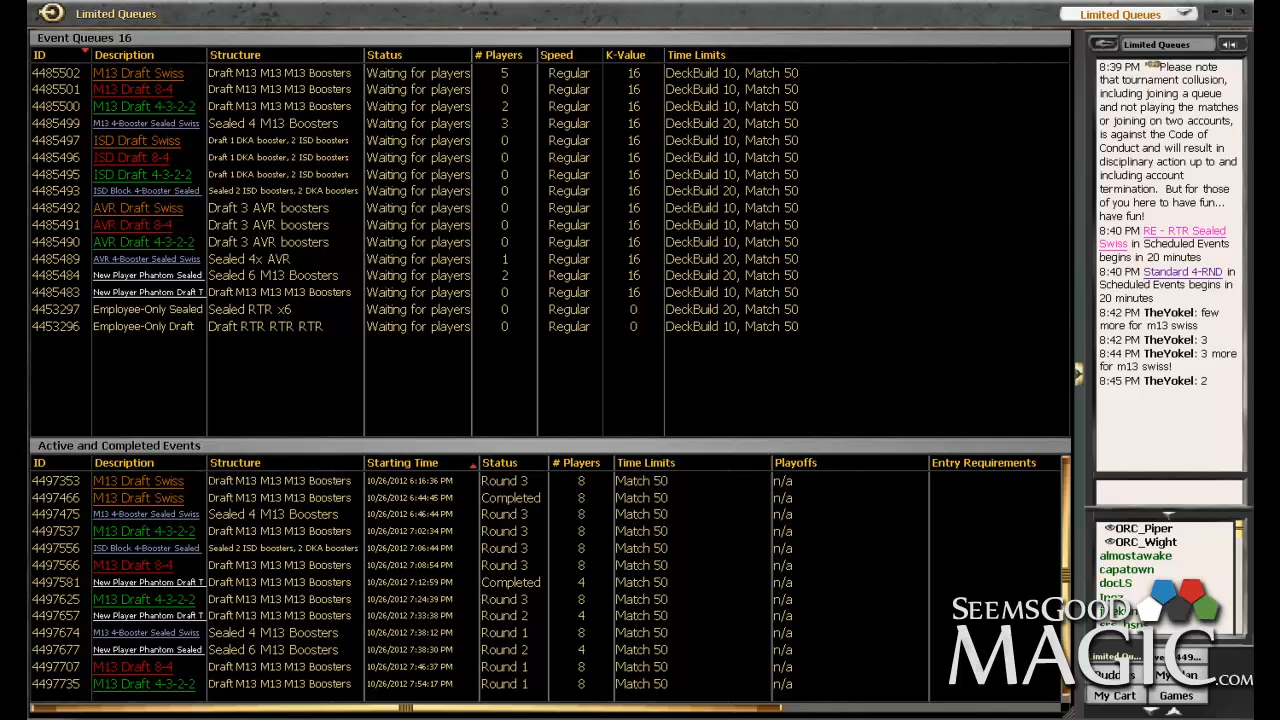 Limited Queues
Limited Queues
Event Queues 16
ID Description Structure Status # Players Speed K-Value Time Limits
4485502 M13 Draft Swiss Draft M13 M13 M13 Boosters Waiting for players 5 Regular 16 DeckBuild 10, Match 50
4485501 M13 Draft 8-4 Draft M13 M13 M13 Boosters Waiting for players 0 Regular 16 DeckBuild 10, Match 50
4485500 M13 Draft 4-3-2-2 Draft M13 M13 M13 Boosters Waiting for players 2 Regular 16 DeckBuild 10, Match 50
4485499 M13 4-Booster Sealed Swiss Sealed 4 M13 Boosters Waiting for players 3 Regular 16 DeckBuild 20, Match 50
4485497 ISD Draft Swiss Draft 1 DKA booster, 2 ISD boosters Waiting for players 0 Regular 16 DeckBuild 10, Match 50
4485496 ISD Draft 8-4 Draft 1 DKA booster, 2 ISD boosters Waiting for players 0 Regular 16 DeckBuild 10, Match 50
4485495 ISD Draft 4-3-2-2 Draft 1 DKA booster, 2 ISD boosters Waiting for players 0 Regular 16 DeckBuild 10, Match 50
4485493 ISD Block 4-Booster Sealed Sealed 2 ISD boosters, 2 DKA boosters Waiting for players 0 Regular 16 DeckBuild 20, Match 50
4485492 AVR Draft Swiss Draft 3 AVR boosters Waiting for players 0 Regular 16 DeckBuild 10, Match 50
4485491 AVR Draft 8-4 Draft 3 AVR boosters Waiting for players 0 Regular 16 DeckBuild 10, Match 50
4485490 AVR Draft 4-3-2-2 Draft 3 AVR boosters Waiting for players 0 Regular 16 DeckBuild 10, Match 50
4485489 AVR 4-Booster Sealed Swiss Sealed 4x AVR Waiting for players 1 Regular 16 DeckBuild 20, Match 50
4485484 New Player Phantom Sealed Sealed 6 M13 Boosters Waiting for players 2 Regular 16 DeckBuild 20, Match 50
4485483 New Player Phantom Draft T Draft M13 M13 M13 Boosters Waiting for players 0 Regular 16 DeckBuild 10, Match 50
4453297 Employee-Only Sealed Sealed RTR x6 Waiting for players 0 Regular 0 DeckBuild 20, Match 50
4453296 Employee-Only Draft Draft RTR RTR RTR Waiting for players 0 Regular 0 DeckBuild 10, Match 50
Active and Completed Events
ID Description Structure Starting Time Status # Players Time Limits Playoffs Entry Requirements
4497353 M13 Draft Swiss Draft M13 M13 M13 Boosters 10/26/2012 6:16:36 PM Round 3 8 Match 50 n/a
4497466 M13 Draft Swiss Draft M13 M13 M13 Boosters 10/26/2012 6:44:45 PM Completed 8 Match 50 n/a
4497475 M13 4-Booster Sealed Swiss Sealed 4 M13 Boosters 10/26/2012 6:46:44 PM Round 3 8 Match 50 n/a
4497537 M13 Draft 4-3-2-2 Draft M13 M13 M13 Boosters 10/26/2012 7:02:34 PM Round 3 8 Match 50 n/a
4497556 ISD Block 4-Booster Sealed Sealed 2 ISD boosters, 2 DKA boosters 10/26/2012 7:06:44 PM Round 3 8 Match 50 n/a
4497566 M13 Draft 8-4 Draft M13 M13 M13 Boosters 10/26/2012 7:08:54 PM Round 3 8 Match 50 n/a
4497581 New Player Phantom Draft T Draft M13 M13 M13 Boosters 10/26/2012 7:12:59 PM Completed 4 Match 50 n/a
4497625 M13 Draft 4-3-2-2 Draft M13 M13 M13 Boosters 10/26/2012 7:24:39 PM Round 3 8 Match 50 n/a
4497657 New Player Phantom Draft T Draft M13 M13 M13 Boosters 10/26/2012 7:33:38 PM Round 2 4 Match 50 n/a
4497674 M13 4-Booster Sealed Swiss Sealed 4 M13 Boosters 10/26/2012 7:38:12 PM Round 1 8 Match 50 n/a
4497677 New Player Phantom Sealed Sealed 6 M13 Boosters 10/26/2012 7:38:30 PM Round 2 4 Match 50 n/a
4497707 M13 Draft 8-4 Draft M13 M13 M13 Boosters 10/26/2012 7:46:37 PM Round 1 8 Match 50 n/a
4497735 M13 Draft 4-3-2-2 Draft M13 M13 M13 Boosters 10/26/2012 7:54:17 PM Round 1 8 Match 50 n/a
Limited Queues
8:39 PM Please note
that tournament collusion,
including joining a queue
and not playing the matches
or joining on two accounts,
is against the Code of
Conduct and will result in
disciplinary action up to and
including account
termination. But for those
of you here to have fun...
have fun!
8:40 PM RE - RTR Sealed
Swiss in Scheduled Events
begins in 20 minutes
8:40 PM Standard 4-RND in
Scheduled Events begins in
20 minutes
8:42 PM TheYokel: few
more for m13 swiss
8:42 PM TheYokel: 3
8:44 PM TheYokel: 3 more
for m13 swiss!
8:45 PM TheYokel: 2
ORC_Piper
ORC_Wight
almostawake
capatown
docLS
SEEMSGOOD
MAGIC.COM
My Cart Games